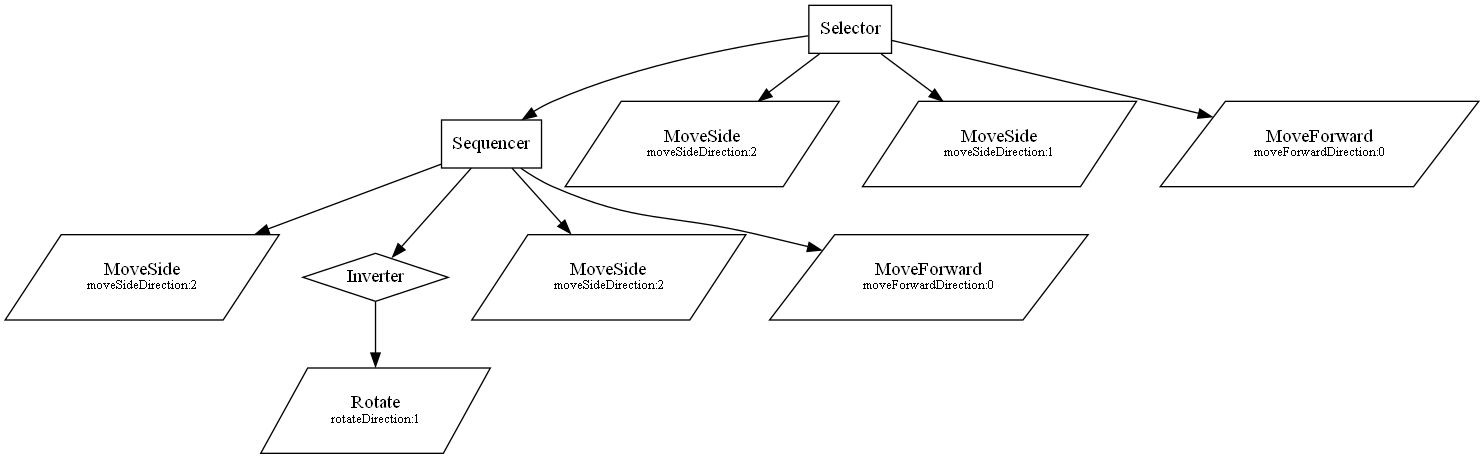 Selector
Sequencer
MoveSide
moveSideDirection:2
MoveSide
moveSideDirection:1
MoveForward
moveForwardDirection:0
MoveSide
moveSideDirection:2
Inverter
MoveSide
moveSideDirection:2
MoveForward
moveForwardDirection:0
Rotate
rotateDirection:1